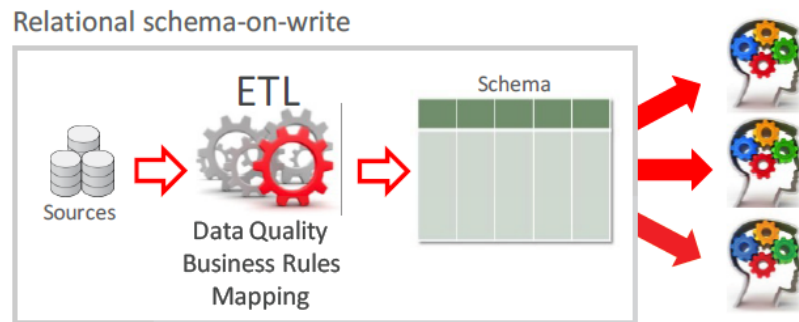 Relational schema-on-write
ETL
Schema
Sources
Data Quality
Business Rules
Mapping